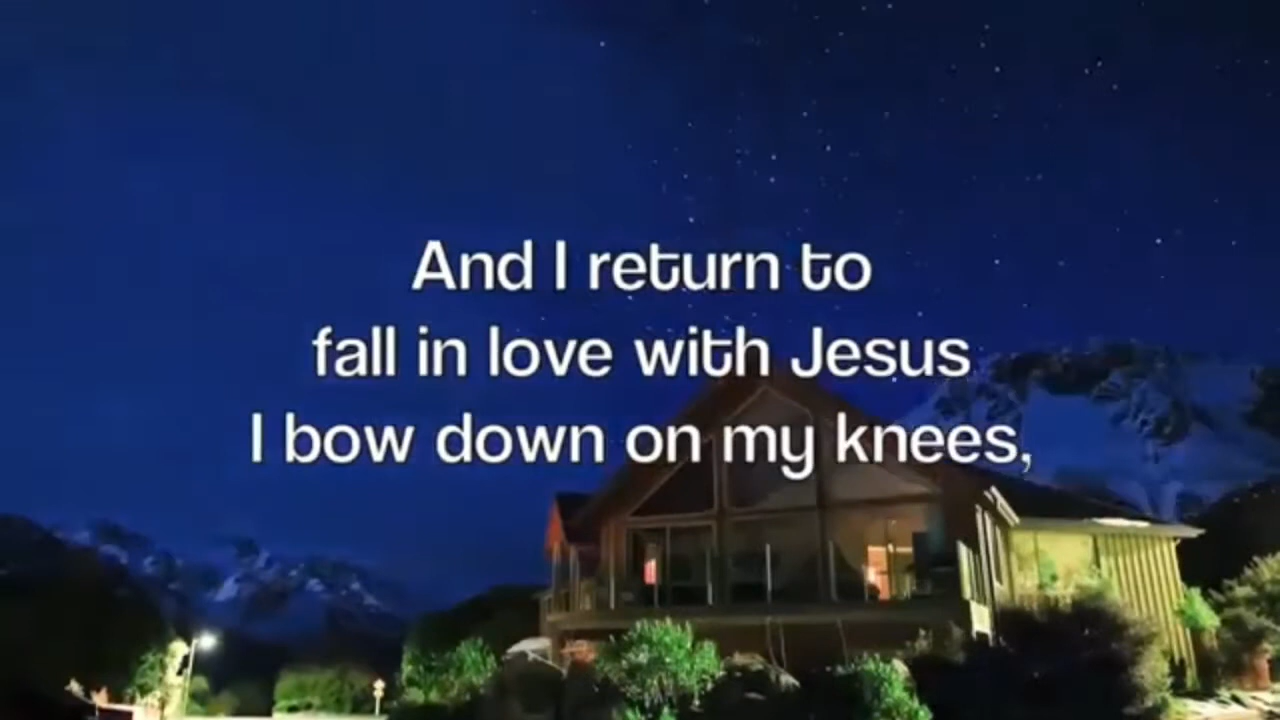 And I return to
fall in love with Jesus
I bow down on my knees,